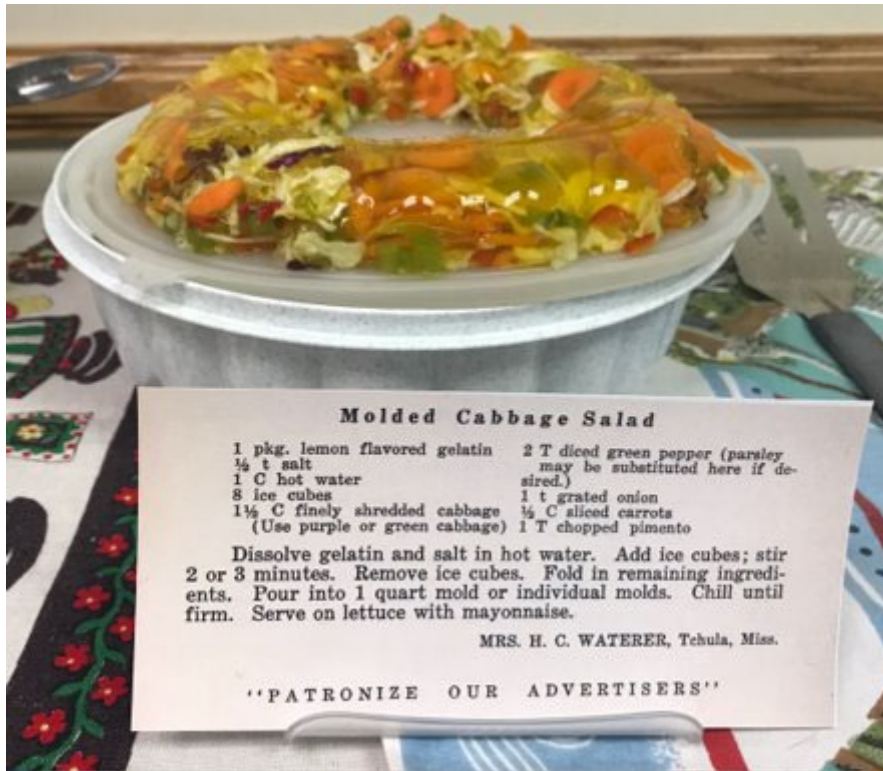 Molded Cabbage Salad
1 pkg. lemon flavored gelatin
½ t salt
1 C hot water
8 ice cubes
1½ C finely shredded cabbage
(Use purple or green cabbage)
2 T diced green pepper (parsley
may be substituted here if de-
sired.)
1 t grated onion
½ C sliced carrots
1 T chopped pimento
Dissolve gelatin and salt in hot water. Add ice cubes; stir
2 or 3 minutes. Remove ice cubes. Fold in remaining ingredi-
ents. Pour into 1 quart mold or individual molds. Chill until
firm. Serve on lettuce with mayonnaise.
MRS. H. C. WATERER, Tchula, Miss.
"PATRONIZE OUR ADVERTISERS"